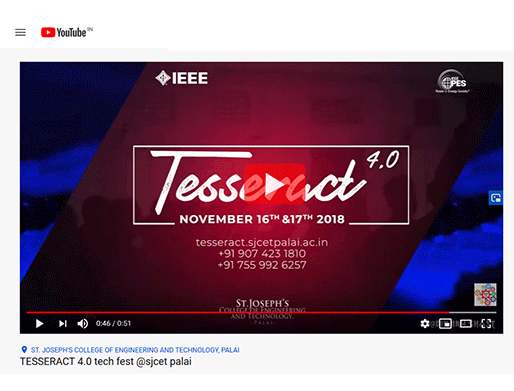 YouTube IN
IEEE
IEEE
PES
Power & Energy Society®
Tesseract 4.0
NOVEMBER 16TH &17TH 2018
tesseract.sjcetpalai.ac.in
+91 907 423 1810
+91 755 992 6257
ST.JOSEPH'S
COLLEGE OF ENGINEERING
AND TECHNOLOGY,
PALAI
0:46 / 0:51
ST. JOSEPH'S COLLEGE OF ENGINEERING AND TECHNOLOGY, PALAI
TESSERACT 4.0 tech fest @sjcet palai